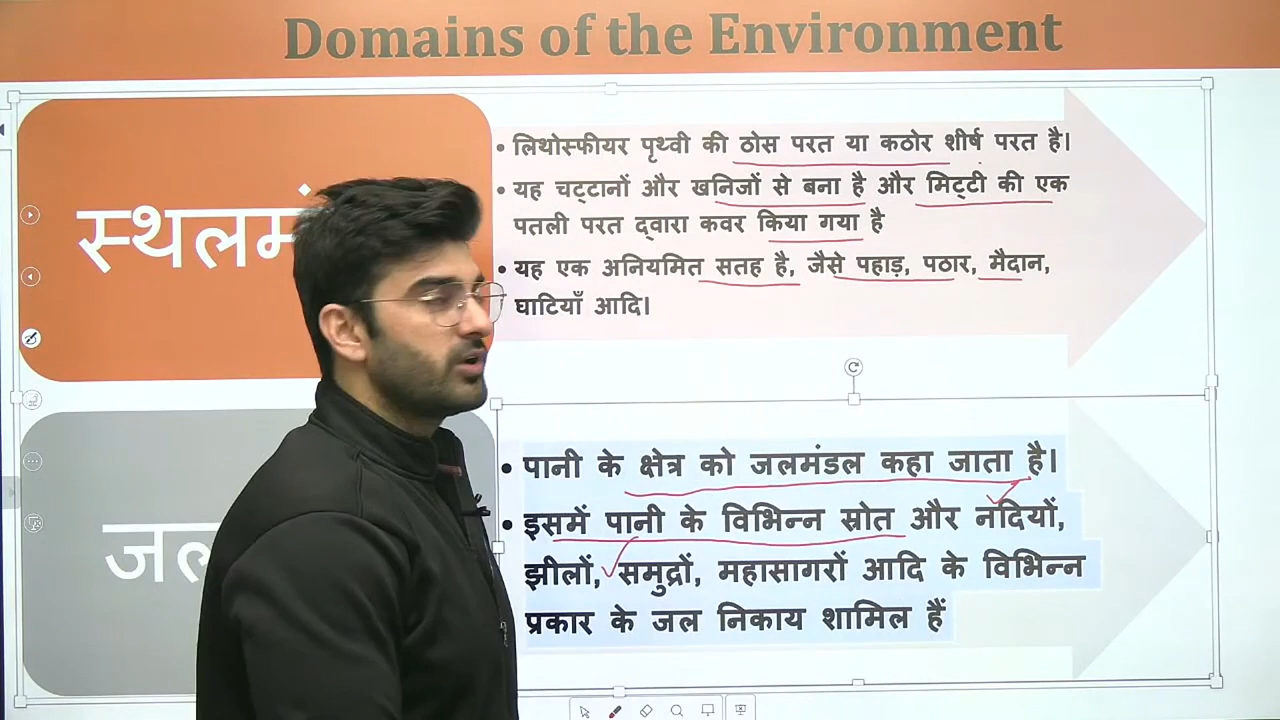 Domains of the Environment
• लिथोस्फीयर पृथ्वी की ठोस परत या कठोर शीर्ष परत है।
• यह चट्टानों और खनिजों से बना है और मिट्टी की एक
पतली परत द्वारा कवर किया गया है
• यह एक अनियमित सतह है, जैसे पहाड़, पठार, मैदान,
घाटियाँ आदि।
• पानी के क्षेत्र को जलमंडल कहा जाता है।
• इसमें पानी के विभिन्न स्रोत और नदियों,
झीलों, समुद्रों, महासागरों आदि के विभिन्न
प्रकार के जल निकाय शामिल हैं